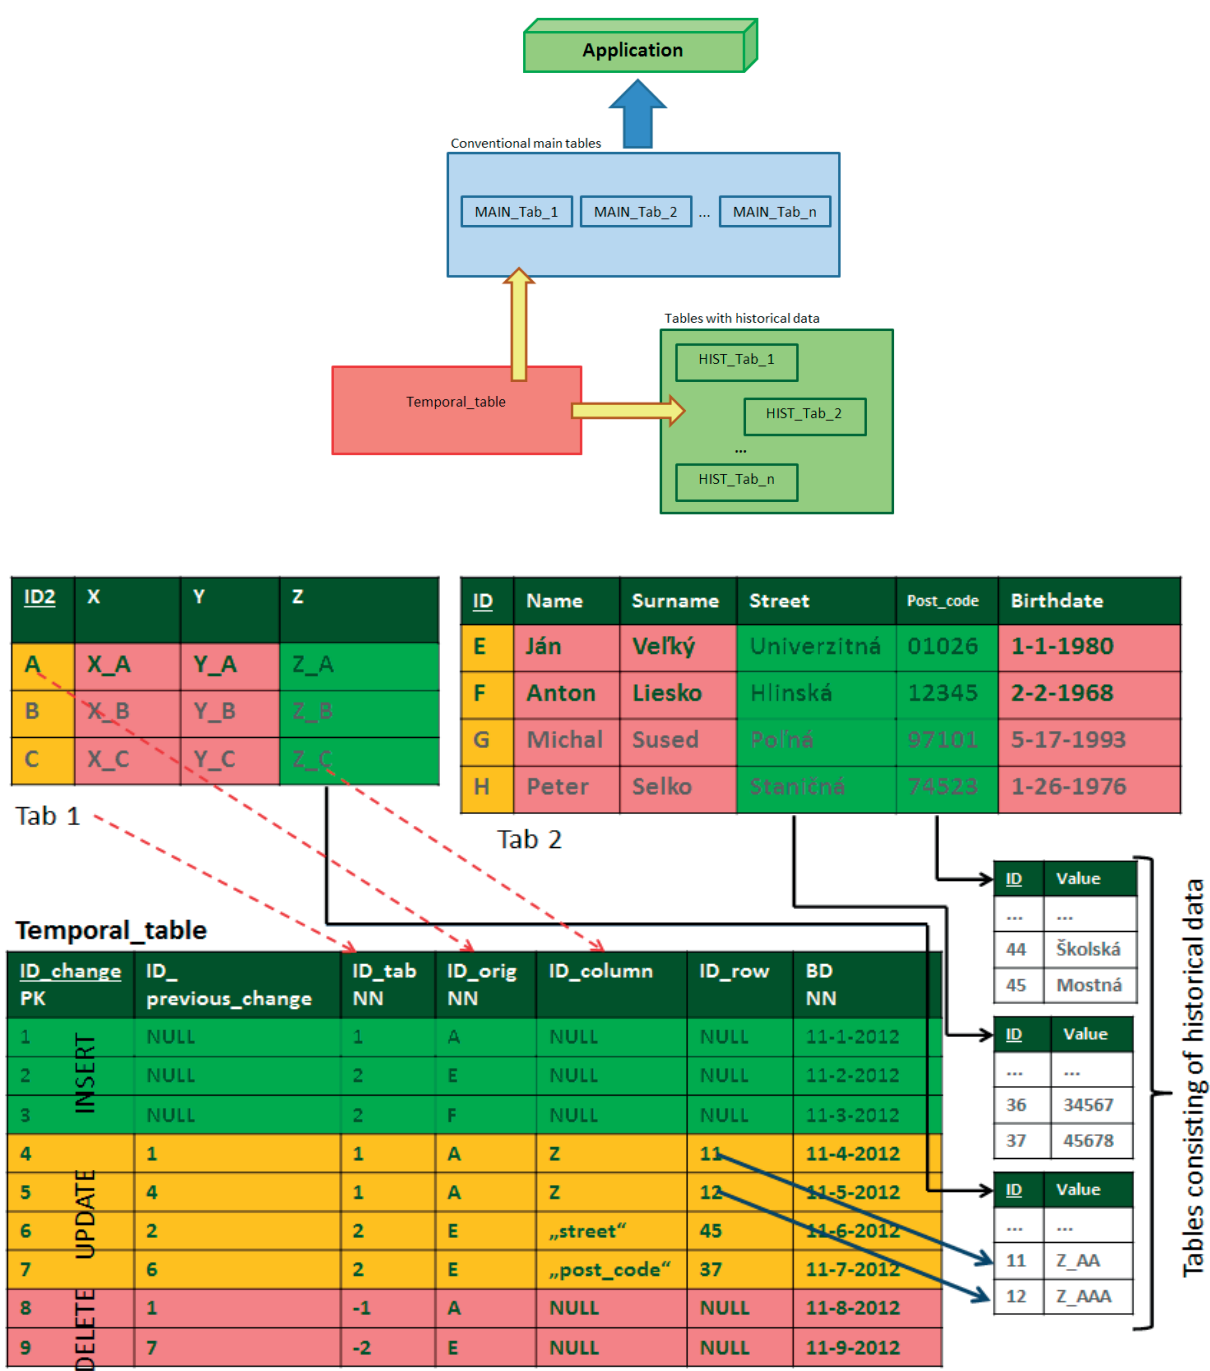 Application
Conventional main tables
MAIN_Tab_1 MAIN_Tab_2 ... MAIN_Tab_n
Tables with historical data
HIST_Tab_1
Temporal_table
HIST_Tab_2
...
HIST_Tab_n
ID2 X Y Z
A X_A Y_A Z_A
B X_B Y_B Z_B
C X_C Y_C Z_C
Tab 1
ID Name Surname Street Post_code Birthdate
E Ján Veľký Univerzitná 01026 1-1-1980
F Anton Liesko Hlinská 12345 2-2-1968
G Michal Sused Poľná 97101 5-17-1993
H Peter Selko Staničná 74523 1-26-1976
Tab 2
Temporal_table
ID_change PK ID_ previous_change ID_tab NN ID_orig NN ID_column ID_row BD NN
1 NULL 1 A NULL NULL 11-1-2012
2 NULL 2 E NULL NULL 11-2-2012
3 NULL 2 F NULL NULL 11-3-2012
4 1 1 A Z 11 11-4-2012
5 4 1 A Z 12 11-5-2012
6 2 2 E „street“ 45 11-6-2012
7 6 2 E „post_code“ 37 11-7-2012
8 1 -1 A NULL NULL 11-8-2012
9 7 -2 E NULL NULL 11-9-2012
INSERT
UPDATE
DELETE
ID Value
... ...
44 Školská
45 Mostná
ID Value
... ...
36 34567
37 45678
ID Value
... ...
11 Z_AA
12 Z_AAA
Tables consisting of historical data